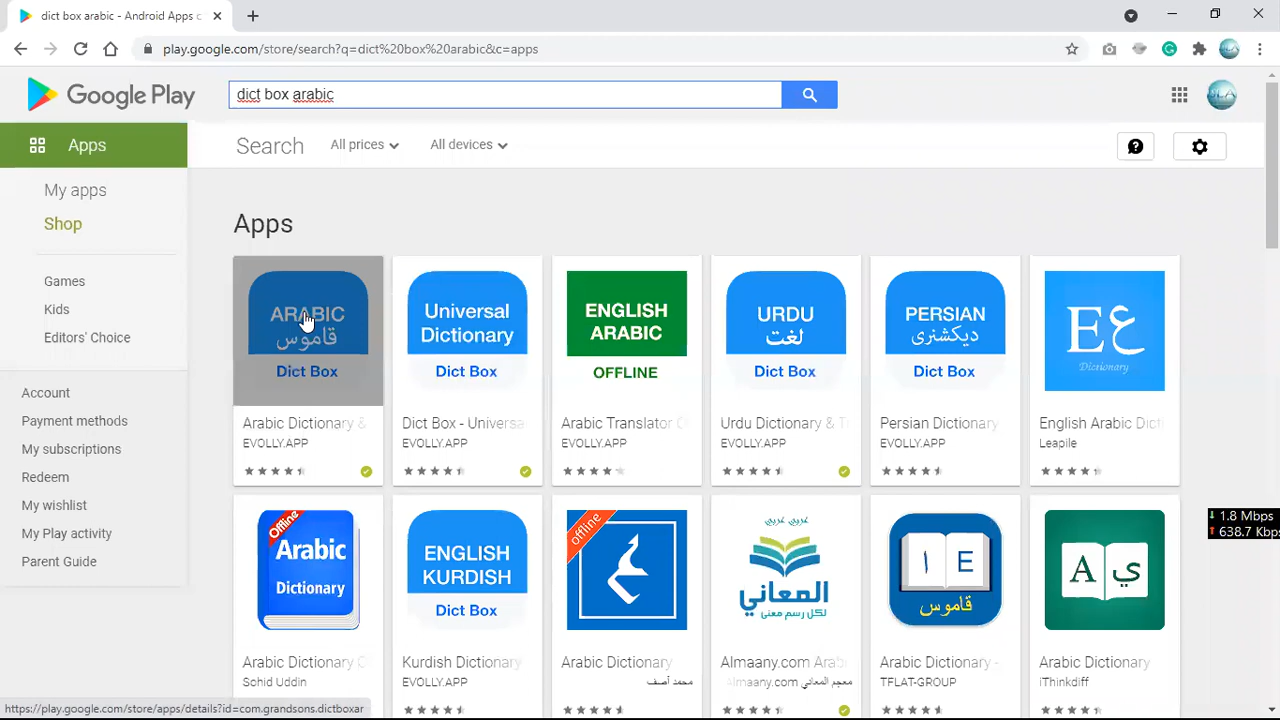 dict box arabic - Android Apps o
play.google.com/store/search?q=dict%20box%20arabic&c=apps
Google Play
dict box arabic
Apps
Search
All prices
All devices
My apps
Shop
Games
Kids
Editors' Choice
Account
Payment methods
My subscriptions
Redeem
My wishlist
My Play activity
Parent Guide
Apps
ARABIC
قاموس
Dict Box
Arabic Dictionary &
EVOLLY.APP
Universal
Dictionary
Dict Box
Dict Box - Universa
EVOLLY.APP
ENGLISH
ARABIC
OFFLINE
Arabic Translator O
EVOLLY.APP
URDU
لغت
Dict Box
Urdu Dictionary & T
EVOLLY.APP
PERSIAN
دیکشنری
Dict Box
Persian Dictionary
EVOLLY.APP
E ع
Dictionary
English Arabic Dict
Leapile
Offline
Arabic
Dictionary
Arabic Dictionary O
Sohid Uddin
ENGLISH
KURDISH
Dict Box
Kurdish Dictionary
EVOLLY.APP
offline
Arabic Dictionary
محمد آصف
عربي عربي
المعاني
لكل رسم معنى
Almaany.com Arab
Almaany.com معجم المعاني
ا E
قاموس
Arabic Dictionary -
TFLAT-GROUP
A ي
Arabic Dictionary
iThinkdiff
1.8 Mbps
638.7 Kbps
https://play.google.com/store/apps/details?id=com.grandsons.dictboxar